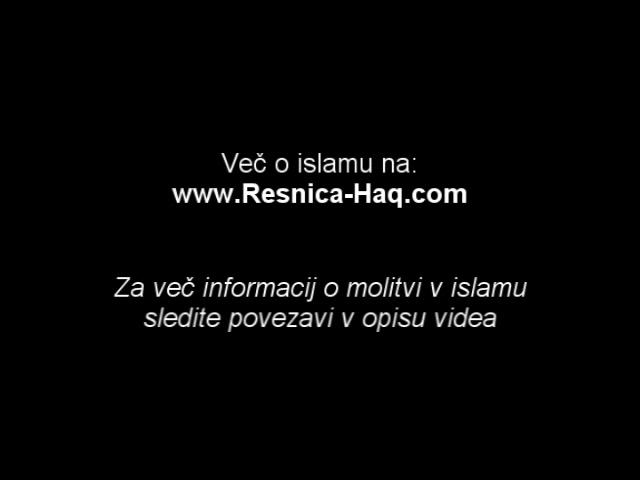 Več o islamu na:
www.Resnica-Haq.com
Za več informacij o molitvi v islamu
sledite povezavi v opisu videa